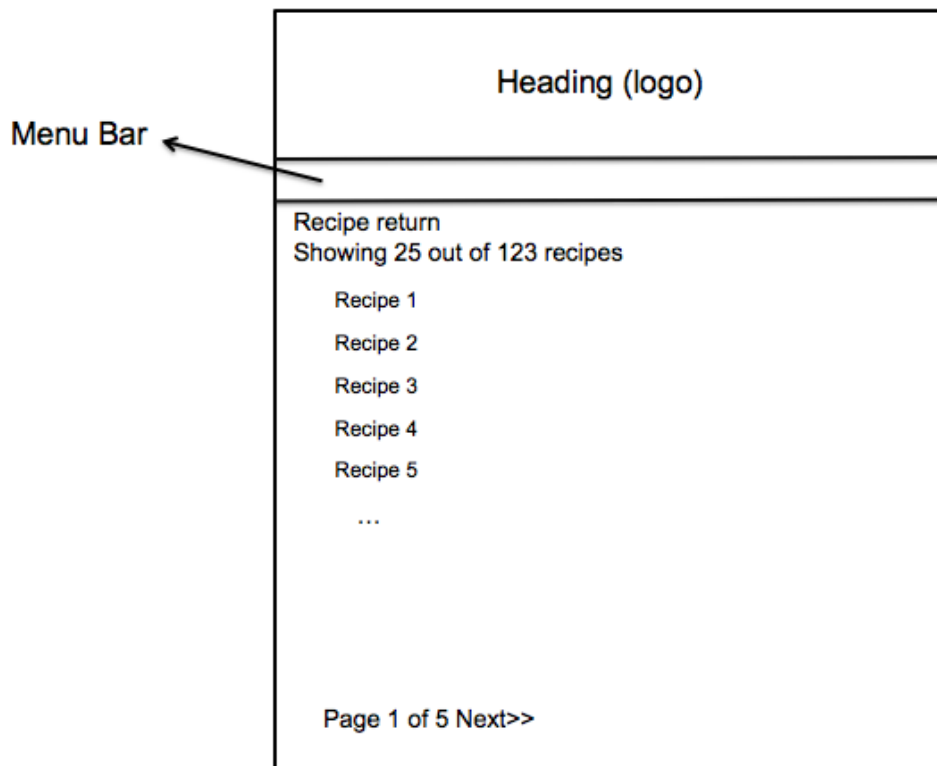 Heading (logo)
Menu Bar
Recipe return
Showing 25 out of 123 recipes
Recipe 1
Recipe 2
Recipe 3
Recipe 4
Recipe 5
...
Page 1 of 5 Next>>